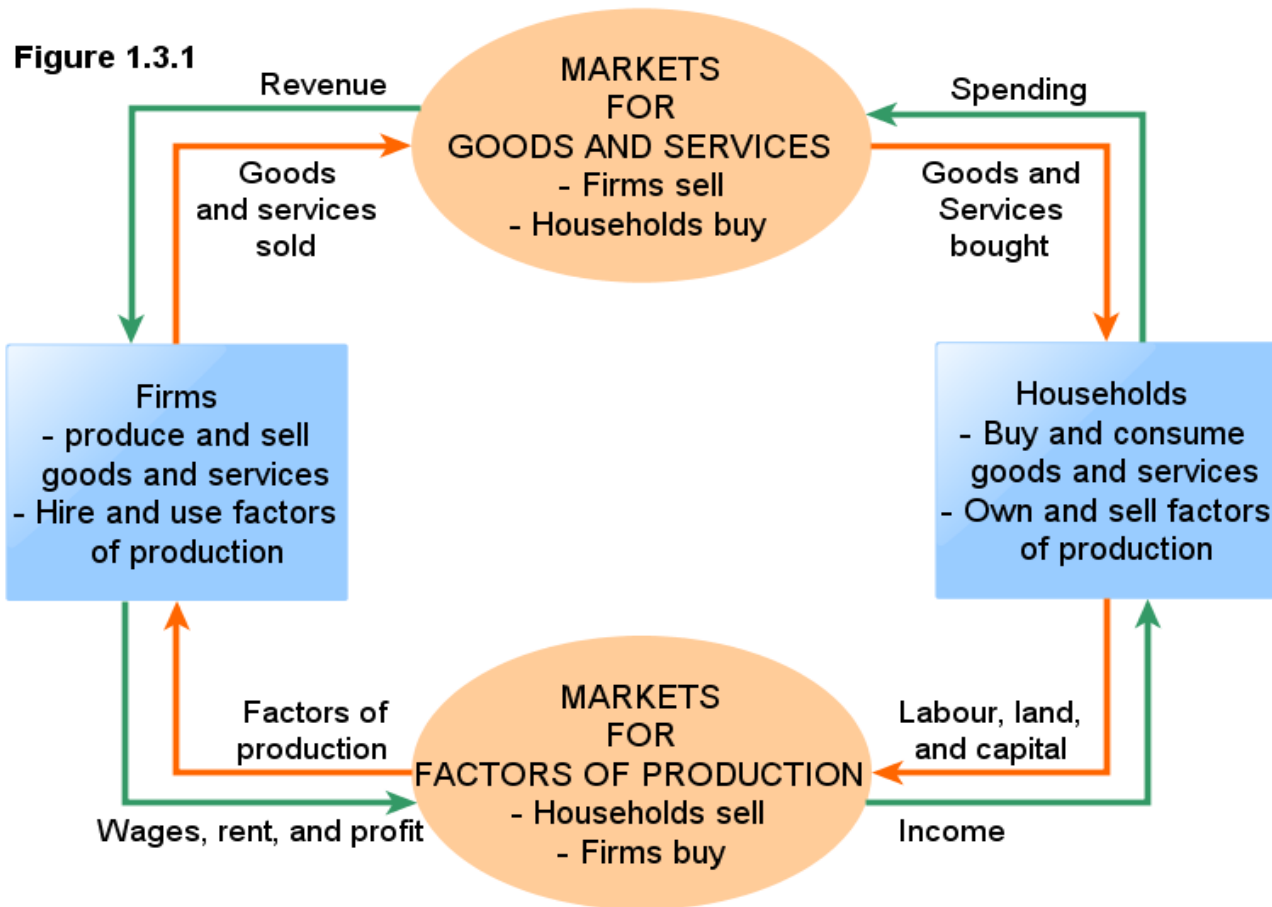 Figure 1.3.1
MARKETS
FOR
GOODS AND SERVICES
- Firms sell
- Households buy
Revenue
Spending
Goods
and services
sold
Goods and
Services
bought
Firms
- produce and sell
goods and services
- Hire and use factors
of production
Households
- Buy and consume
goods and services
- Own and sell factors
of production
Factors of
production
MARKETS
FOR
FACTORS OF PRODUCTION
- Households sell
- Firms buy
Labour, land,
and capital
Wages, rent, and profit
Income